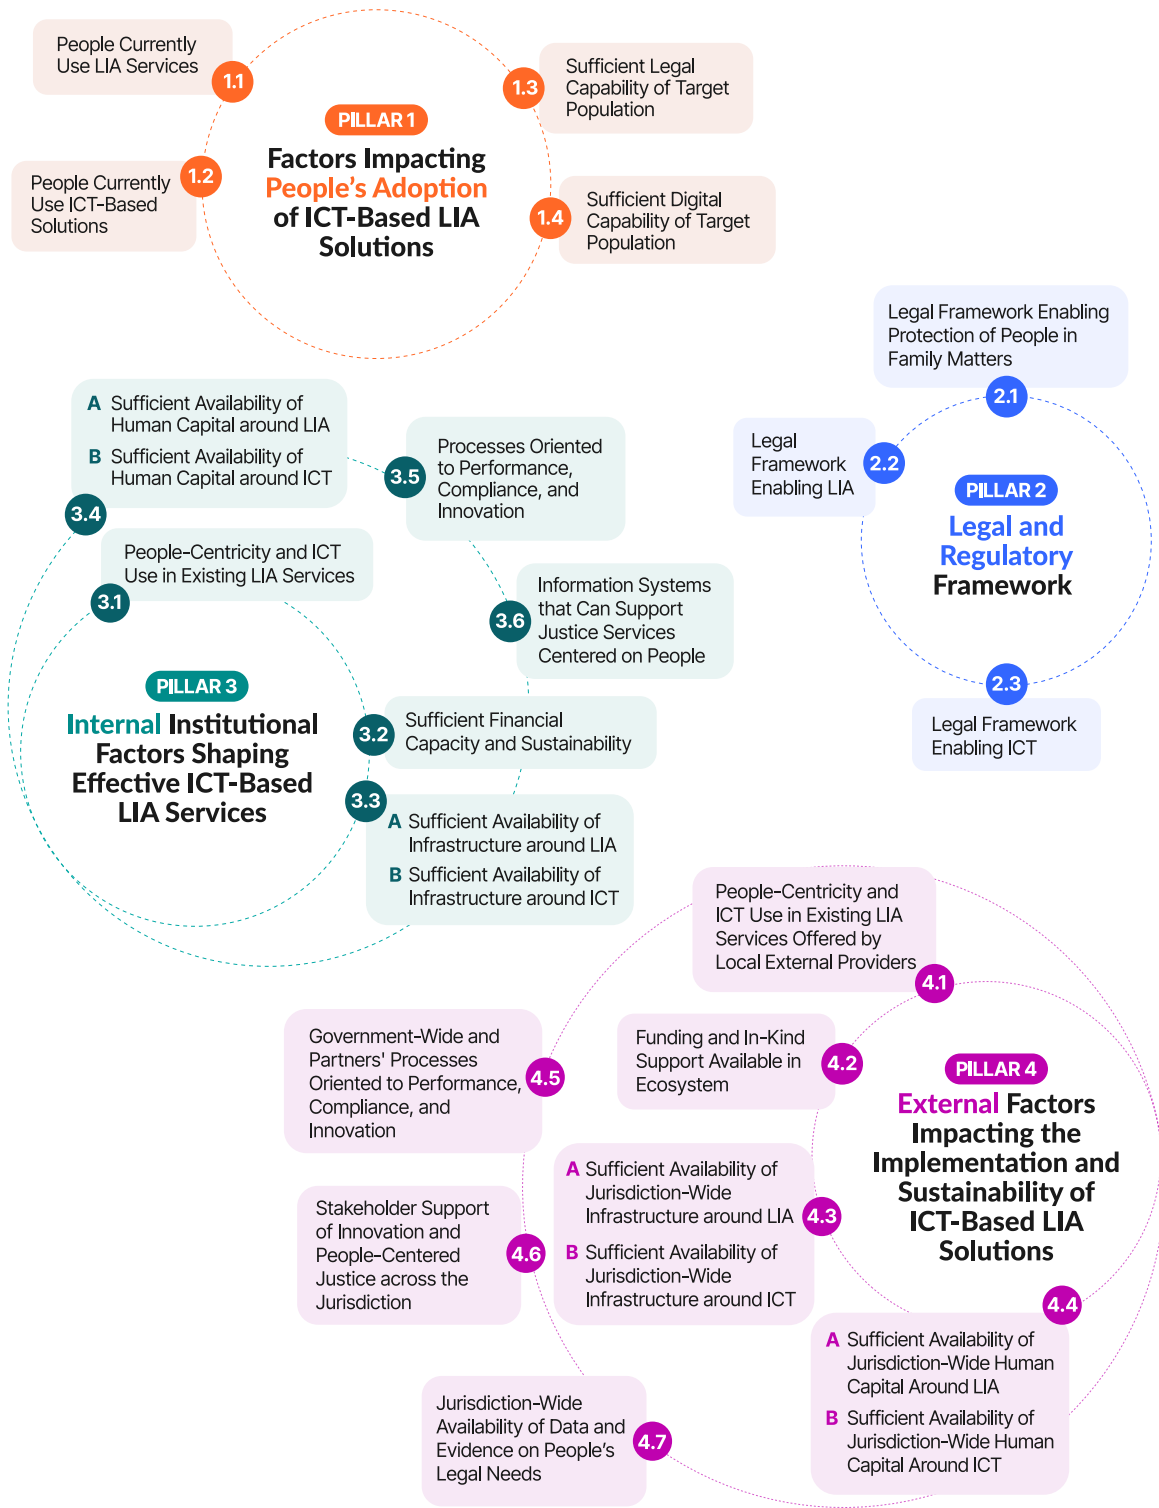 PILLAR 1
Factors Impacting
People's Adoption
of ICT-Based LIA
Solutions
1.1
People Currently
Use LIA Services
1.2
People Currently
Use ICT-Based
Solutions
1.3
Sufficient Legal
Capability of Target
Population
1.4
Sufficient Digital
Capability of Target
Population
PILLAR 2
Legal and
Regulatory
Framework
2.1
Legal Framework Enabling
Protection of People in
Family Matters
2.2
Legal
Framework
Enabling LIA
2.3
Legal Framework
Enabling ICT
PILLAR 3
Internal Institutional
Factors Shaping
Effective ICT-Based
LIA Services
3.1
People-Centricity and ICT
Use in Existing LIA Services
3.2
Sufficient Financial
Capacity and Sustainability
3.3
A Sufficient Availability of
Infrastructure around LIA
B Sufficient Availability of
Infrastructure around ICT
3.4
A Sufficient Availability of
Human Capital around LIA
B Sufficient Availability of
Human Capital around ICT
3.5
Processes Oriented
to Performance,
Compliance, and
Innovation
3.6
Information Systems
that Can Support
Justice Services
Centered on People
PILLAR 4
External Factors
Impacting the
Implementation and
Sustainability of
ICT-Based LIA
Solutions
4.1
People-Centricity and
ICT Use in Existing LIA
Services Offered by
Local External Providers
4.2
Funding and In-Kind
Support Available in
Ecosystem
4.3
A Sufficient Availability of
Jurisdiction-Wide
Infrastructure around LIA
B Sufficient Availability of
Jurisdiction-Wide
Infrastructure around ICT
4.4
A Sufficient Availability of
Jurisdiction-Wide Human
Capital Around LIA
B Sufficient Availability of
Jurisdiction-Wide Human
Capital Around ICT
4.5
Government-Wide and
Partners' Processes
Oriented to Performance,
Compliance, and
Innovation
4.6
Stakeholder Support
of Innovation and
People-Centered
Justice across the
Jurisdiction
4.7
Jurisdiction-Wide
Availability of Data and
Evidence on People's
Legal Needs